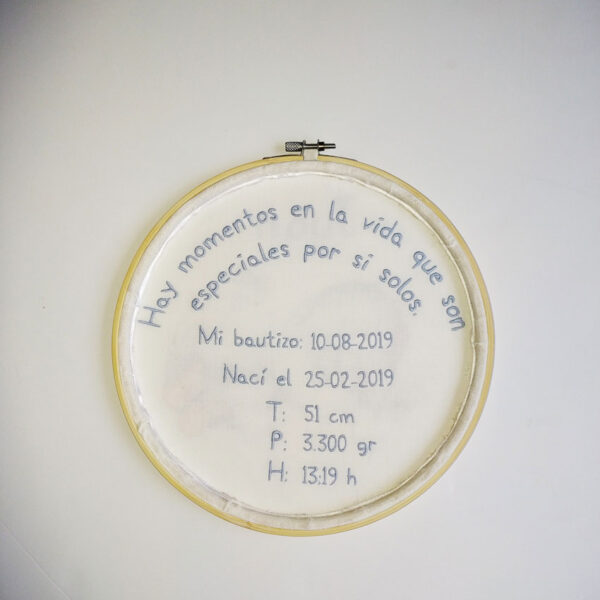 Hay momentos en la vida que son
especiales por si solos.
Mi bautizo: 10-08-2019
Nací el 25-02-2019
T: 51 cm
P: 3.300 gr
H: 13:19 h